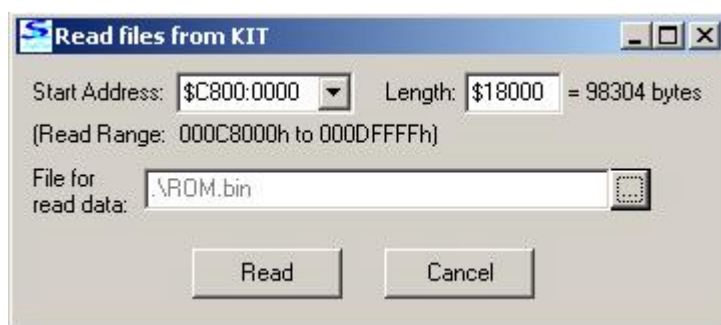 Read files from KIT
Start Address: $C800:0000 Length: $18000 = 98304 bytes
(Read Range: 000C8000h to 000DFFFFh)
File for
read data: .\ROM.bin ...
Read Cancel